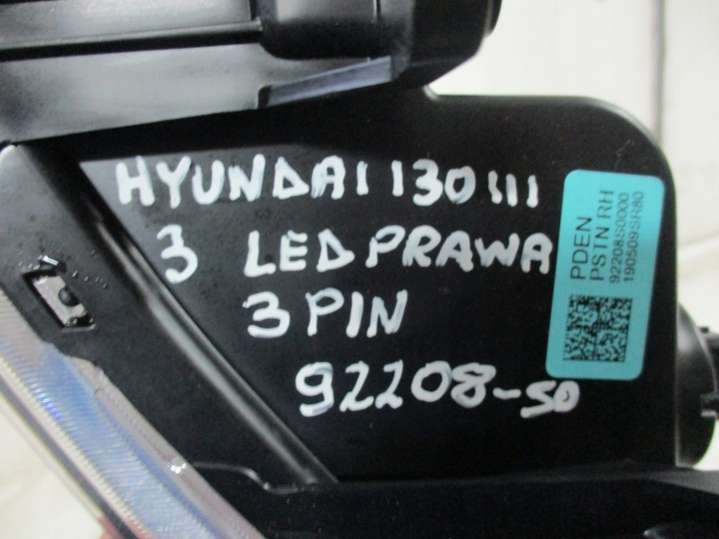 HYUNDAI I30 III
3 LED PRAWA
3 PIN
92208-S0
PDEN
PSTN RH
92208S0000
190509SR80